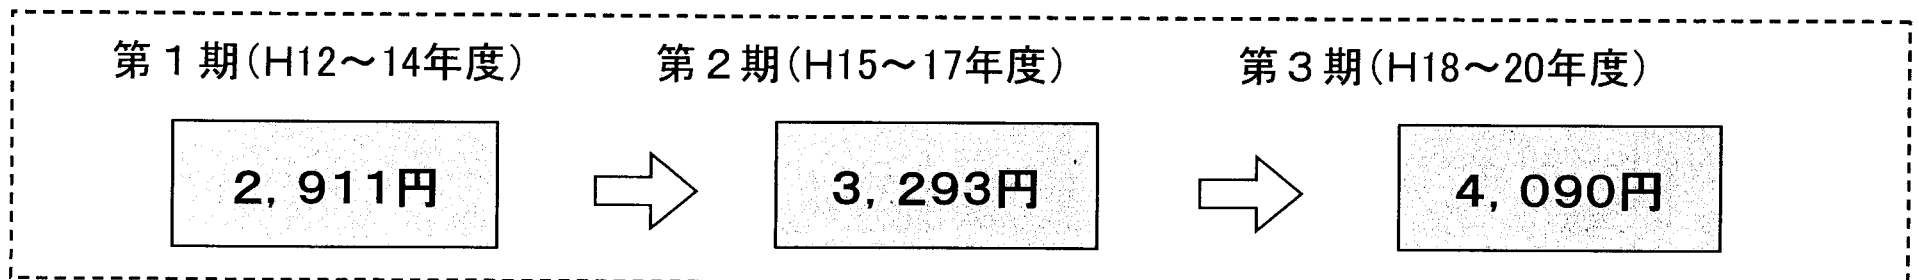 第１期(H12～14年度) 第２期(H15～17年度) 第３期(H18～20年度)
2, 911円 3, 293円 4, 090円